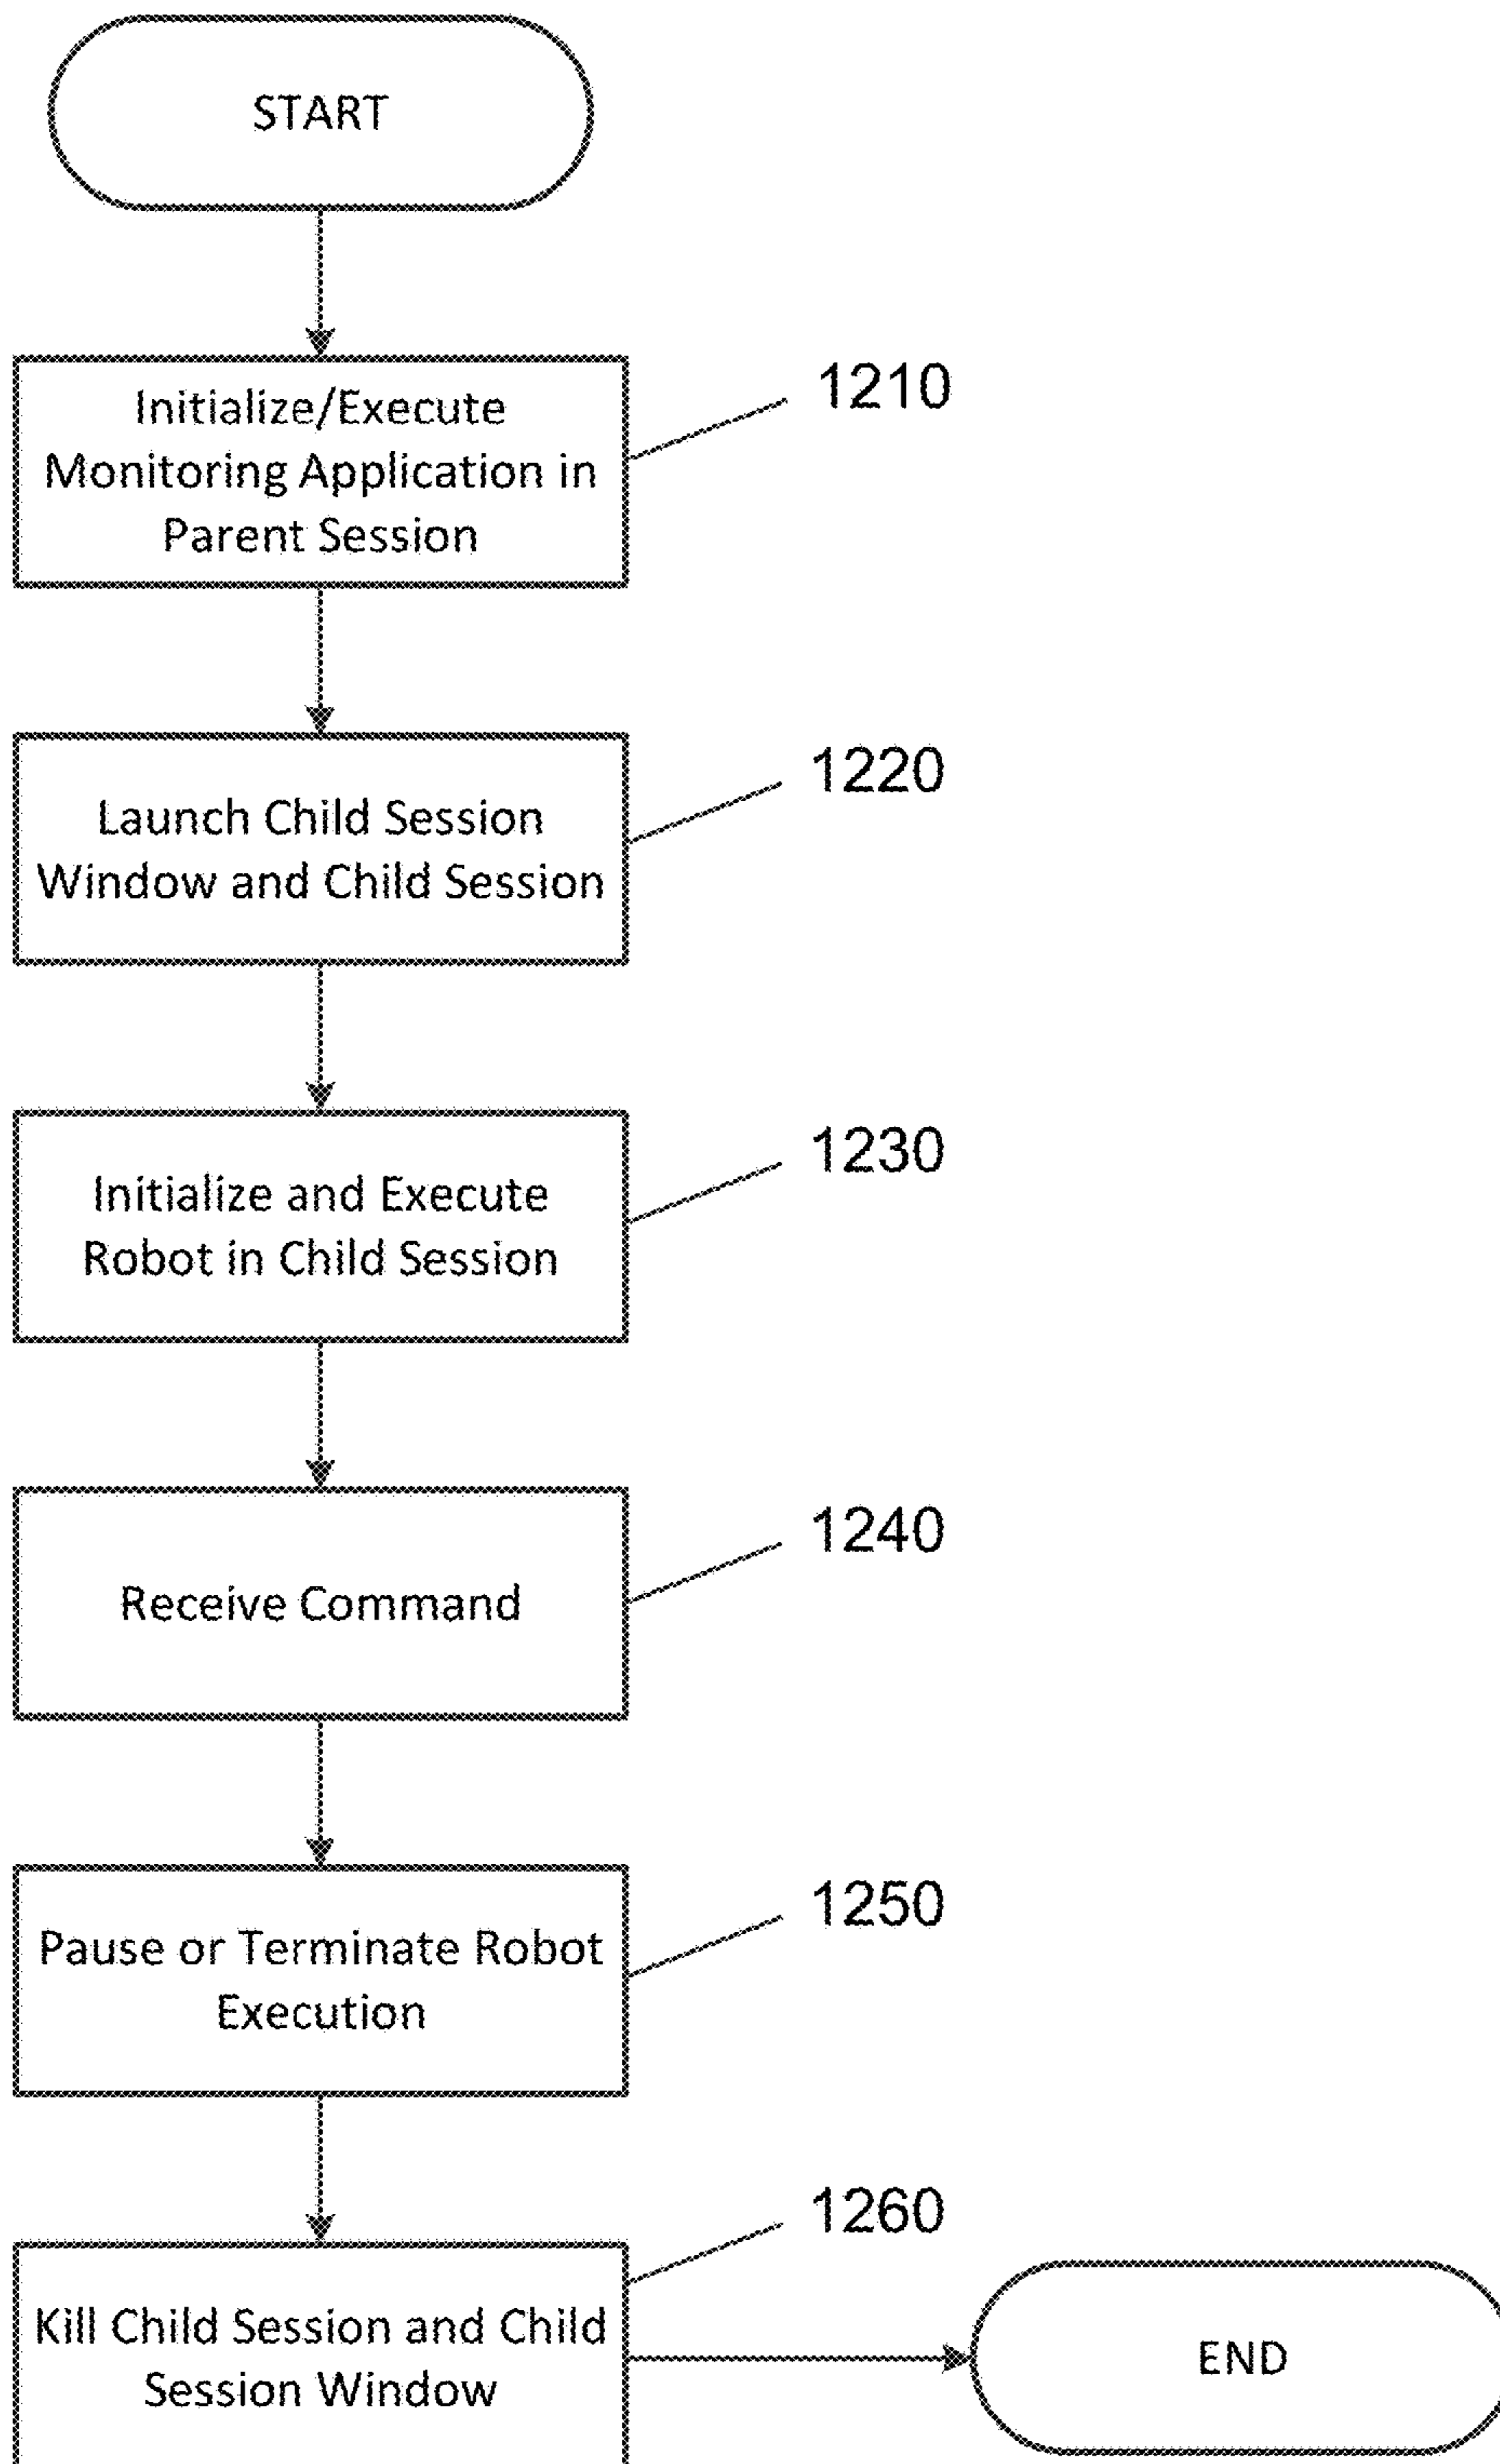 START
Initialize/Execute
Monitoring Application in
Parent Session
1210
Launch Child Session
Window and Child Session
1220
Initialize and Execute
Robot in Child Session
1230
Receive Command
1240
Pause or Terminate Robot
Execution
1250
Kill Child Session and Child
Session Window
1260
END